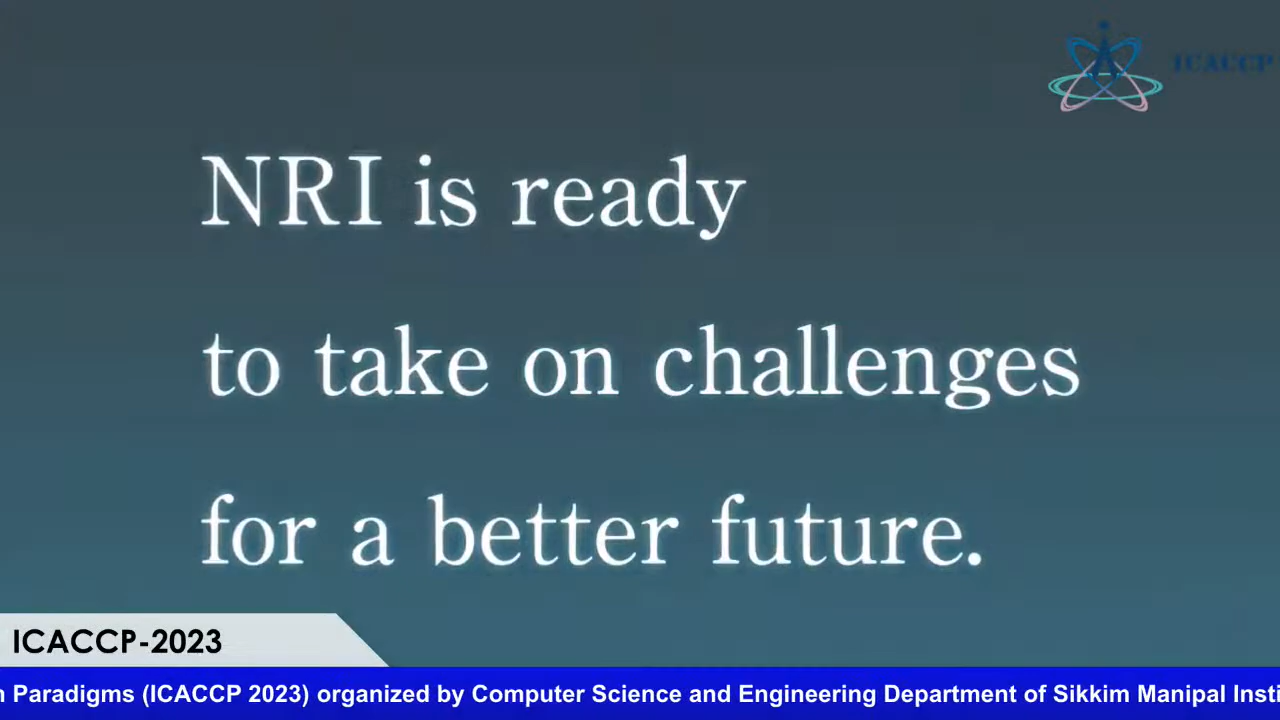 ICACCP
NRI is ready
to take on challenges
for a better future.
ICACCP-2023
Paradigms (ICACCP 2023) organized by Computer Science and Engineering Department of Sikkim Manipal